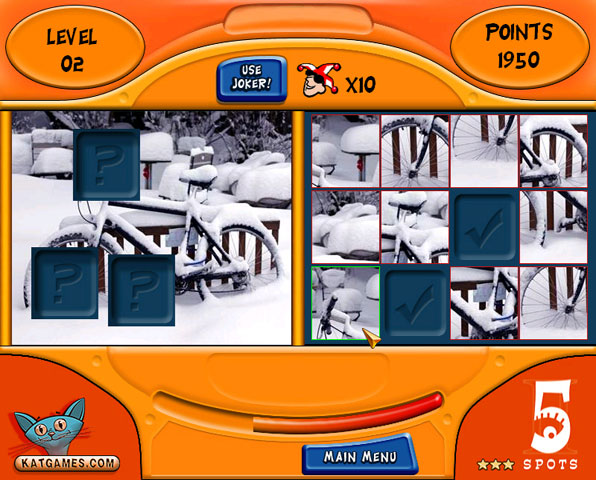 LEVEL
02
USE
JOKER!
X10
POINTS
1950
?
?
?
MAIN MENU
KATGAMES.COM
5
SPOTS